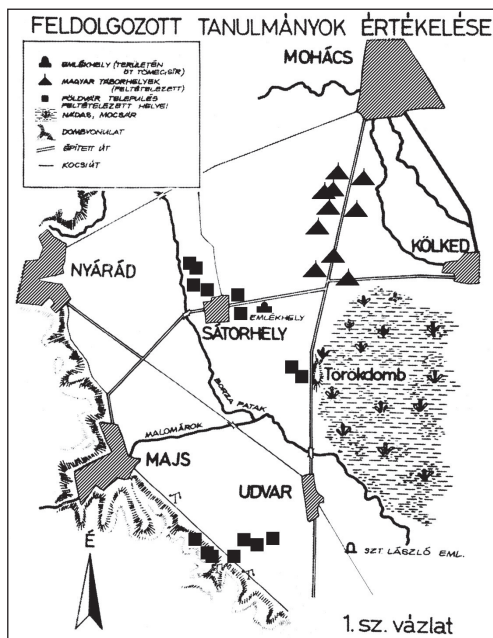 FELDOLGOZOTT TANULMÁNYOK ÉRTÉKELÉSE
EMLÉKHELY (TERÜLETÉN
ÖT TÖMEGSÍR)
MAGYAR TÁBORHELYEK
(FELTÉTELEZETT)
FÖLDVÁR TELEPÜLÉS
FELTÉTELEZETT HELYEI
NÁDAS, MOCSÁR
DOMBVONULAT
ÉPÍTETT ÚT
KOCSIÚT
MOHÁCS
KÖLKED
NYÁRÁD
EMLÉKHELY
SÁTORHELY
Törökdomb
BORZA PATAK
MALOMÁROK
MAJS
UDVAR
É
SZT LÁSZLÓ EML.
1. sz. vázlat